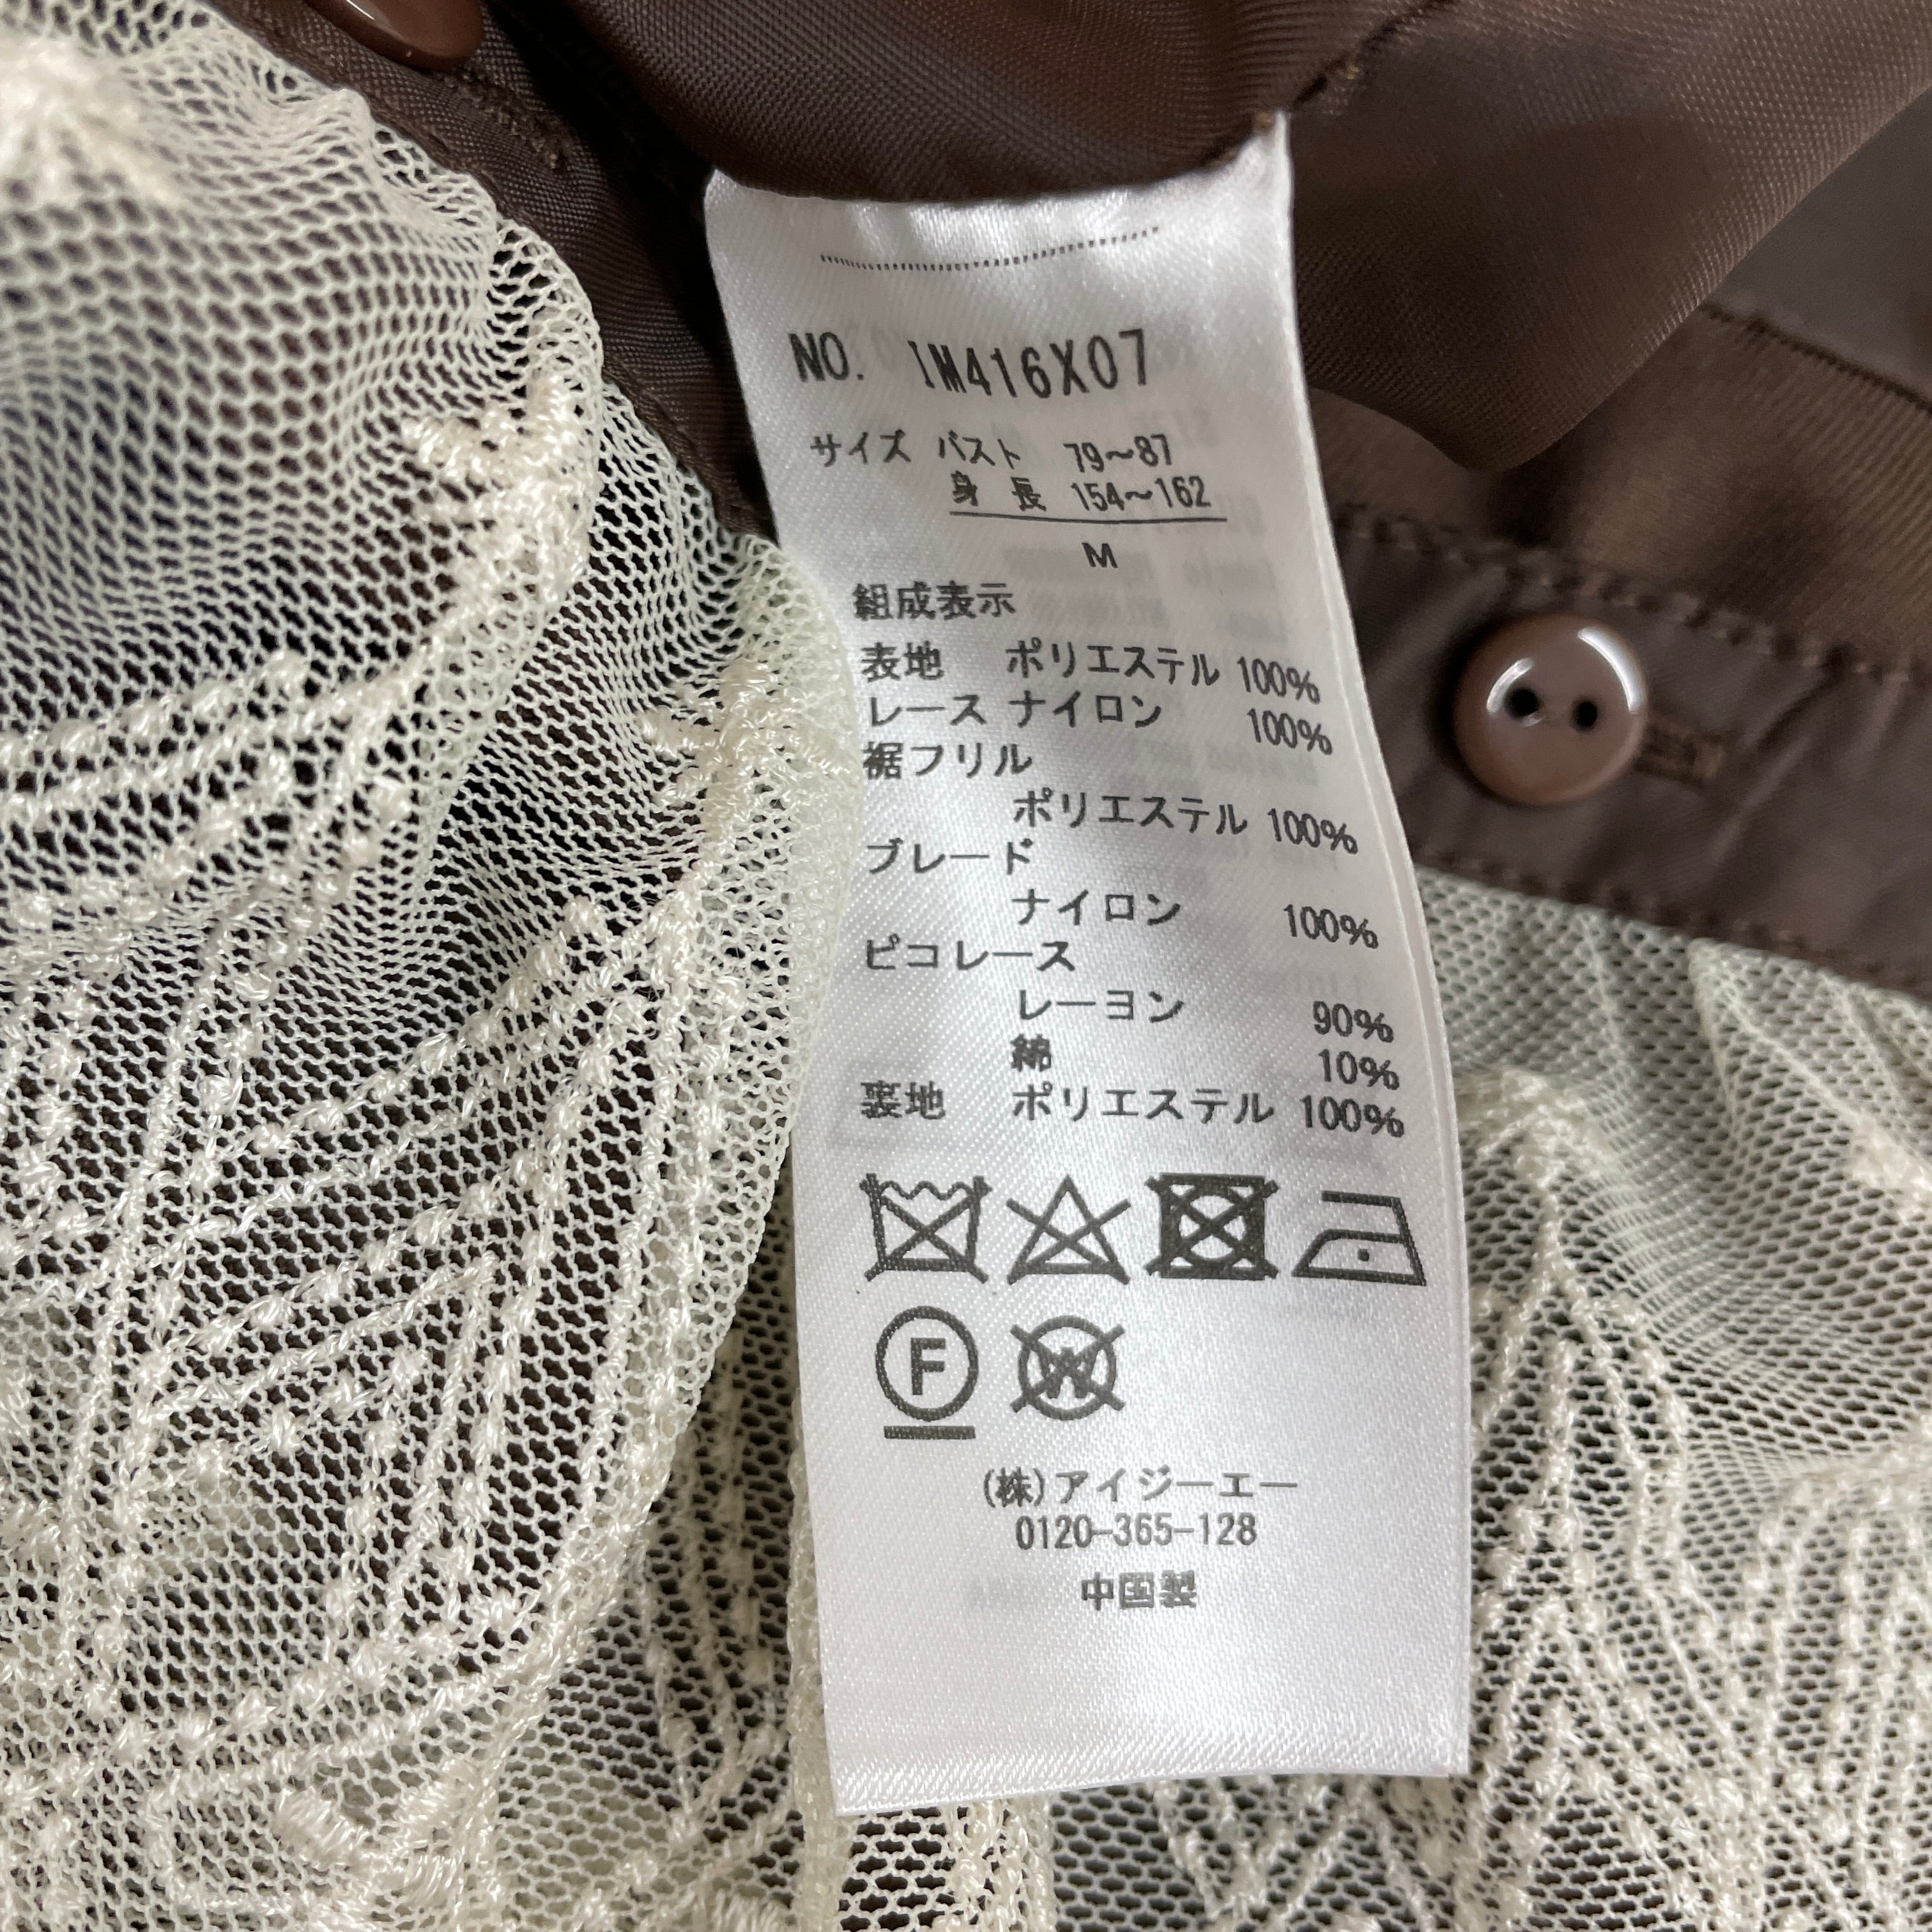 NO. IM416X07
サイズ バスト 79～87
身長 154～162
M
組成表示
表地 ポリエステル 100%
レース ナイロン 100%
裾フリル
ポリエステル 100%
ブレード
ナイロン 100%
ピコレース
レーヨン 90%
綿 10%
裏地 ポリエステル 100%
F W
(株)アイジーエー
0120-365-128
中国製